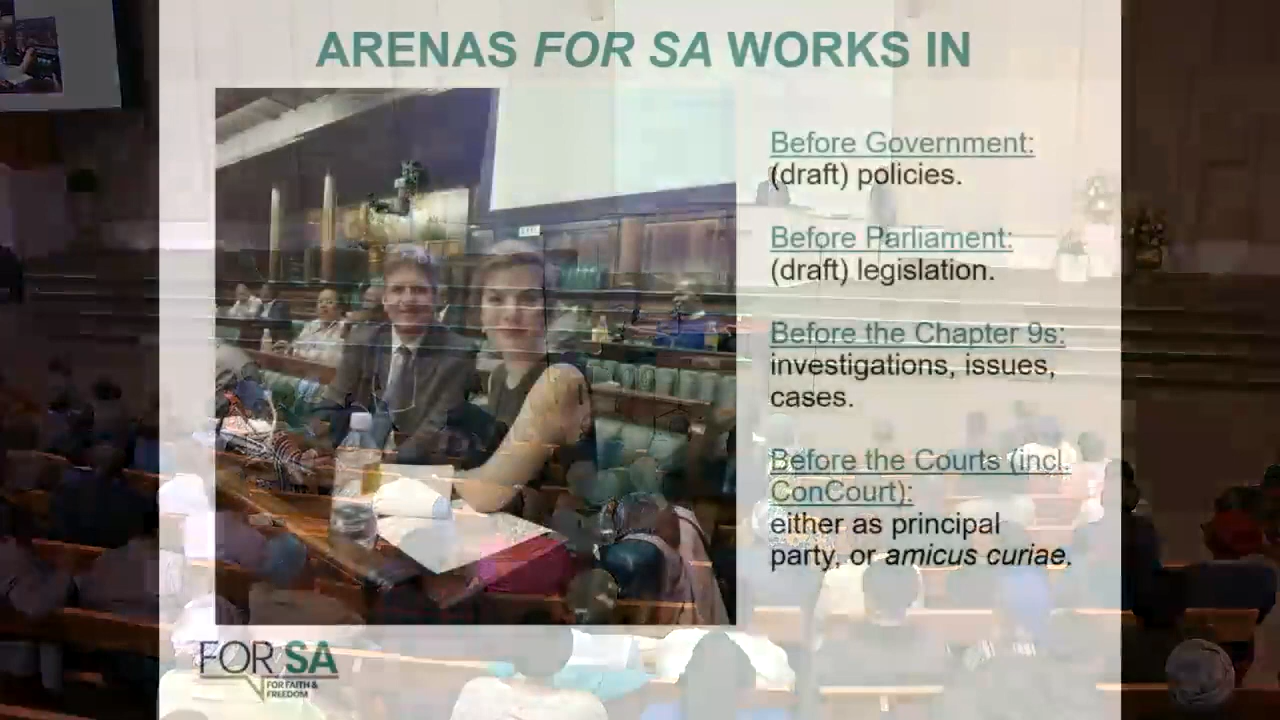 ARENAS FOR SA WORKS IN
Before Government:
(draft) policies.
Before Parliament:
(draft) legislation.
Before the Chapter 9s:
investigations, issues,
cases.
Before the Courts (incl.
ConCourt):
either as principal
party, or amicus curiae.
FOR SA
FOR FAITH &
FREEDOM